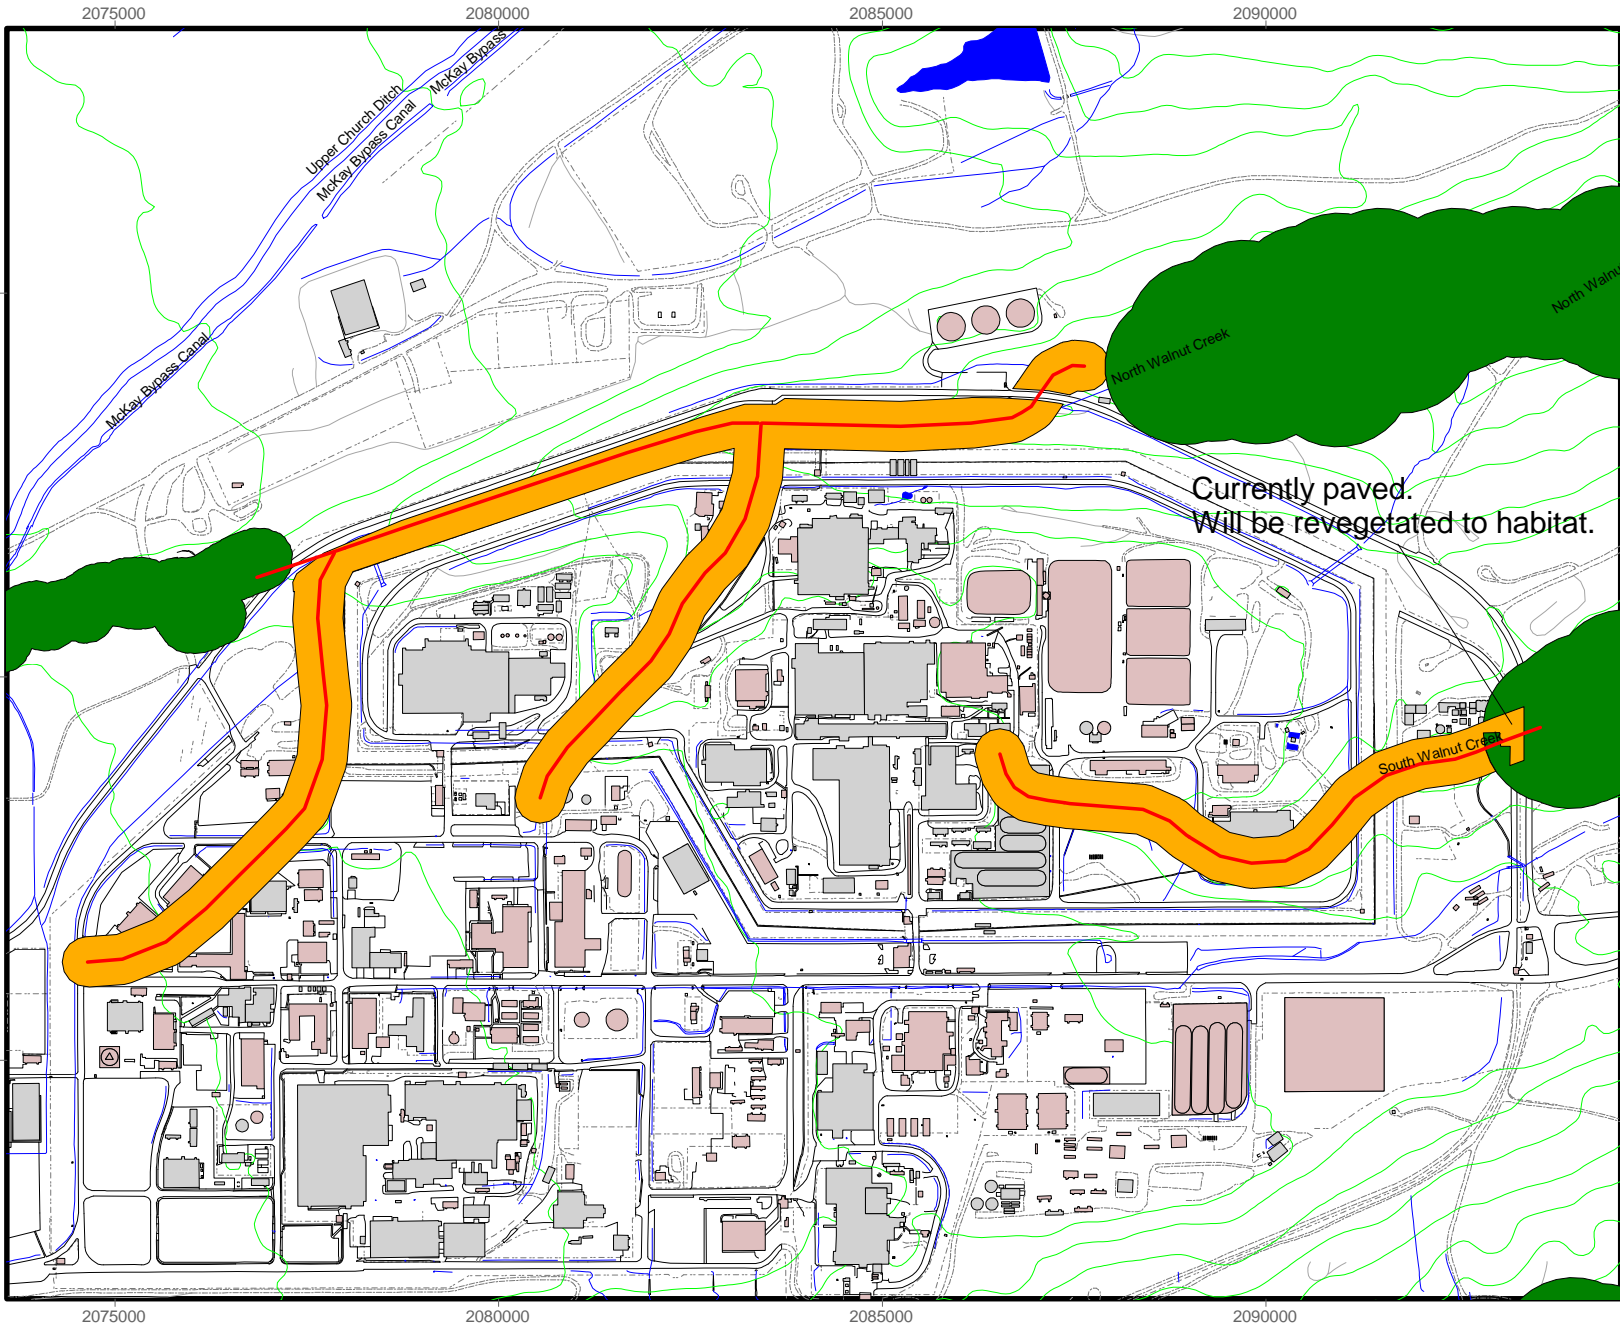 2075000 2080000 2085000 2090000
McKay Bypass
Upper Church Ditch
McKay Bypass Canal
McKay Bypass Canal
North Walnut Creek
North Walnu
Currently paved.
Will be revegetated to habitat.
South Walnut Creek
2075000 2080000 2085000 2090000